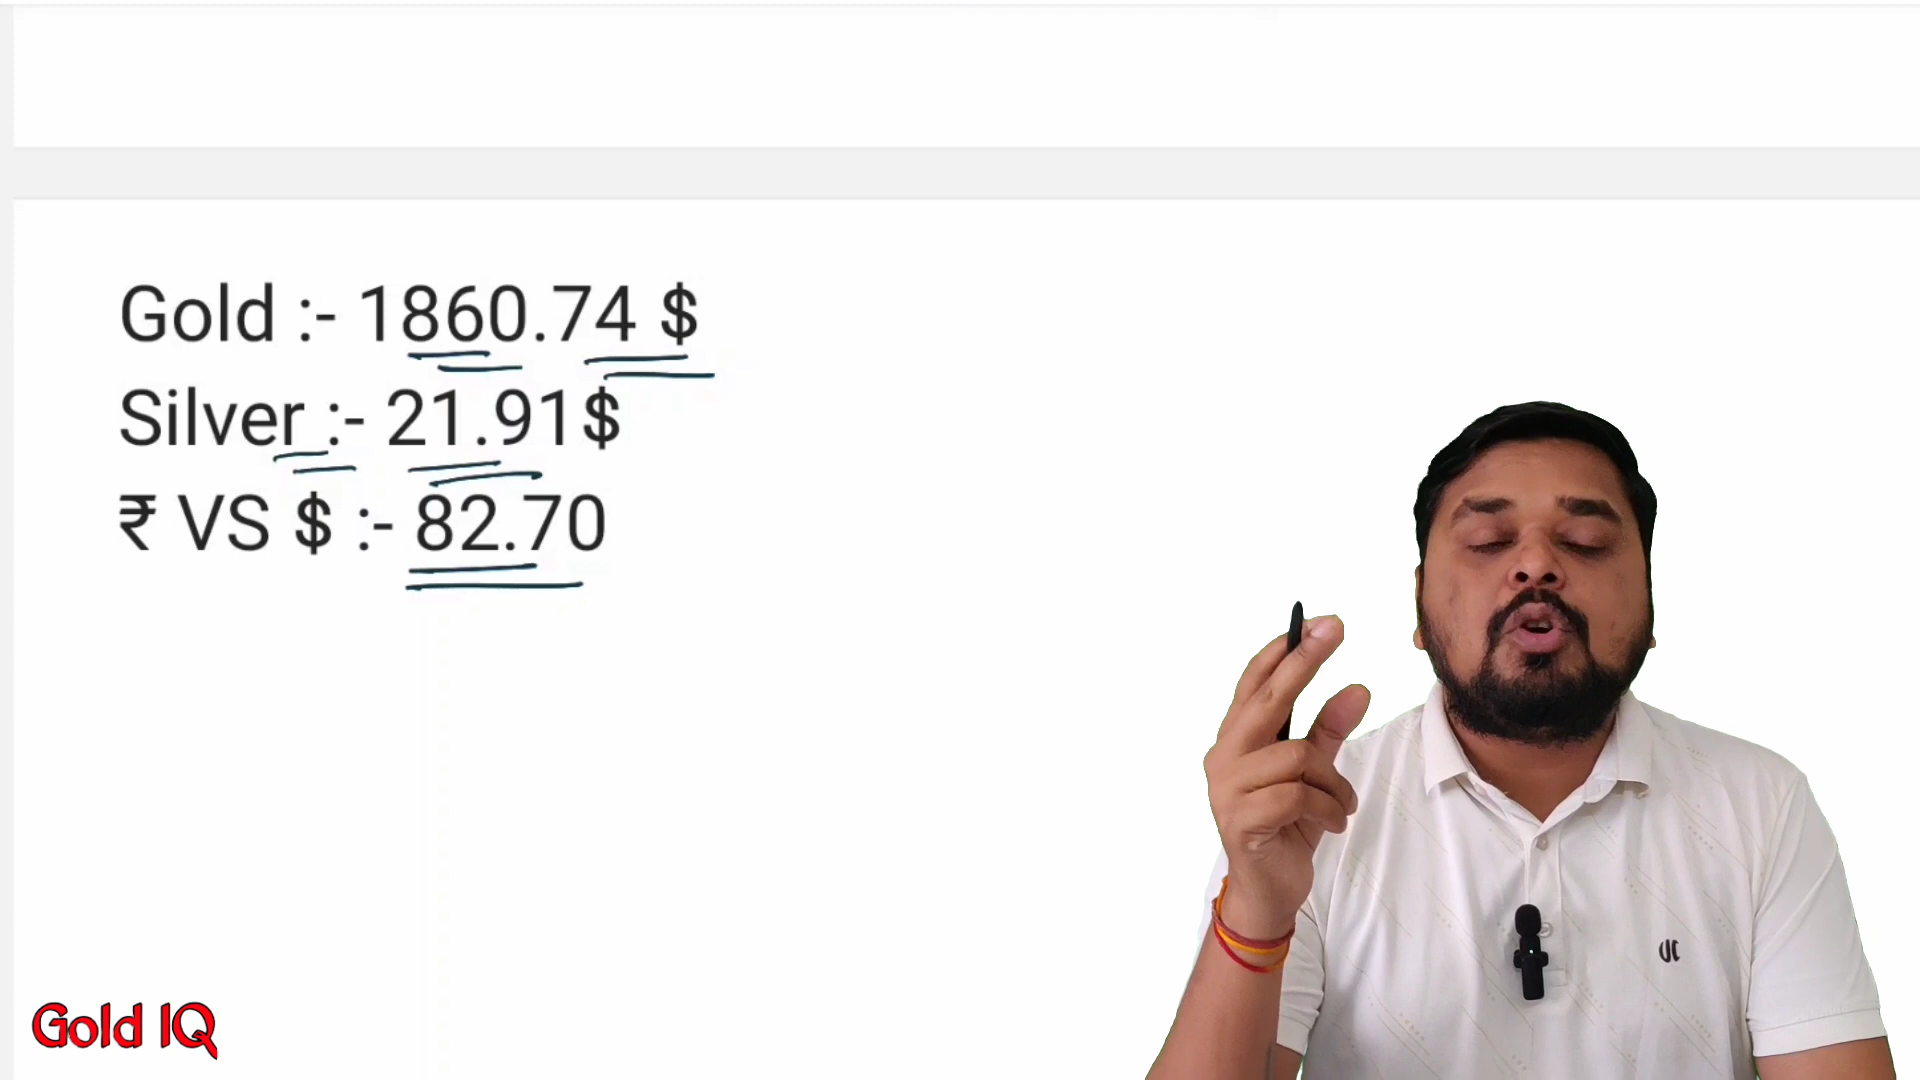 Gold :- 1860.74 $
Silver :- 21.91$
₹ VS $ :- 82.70
Gold IQ